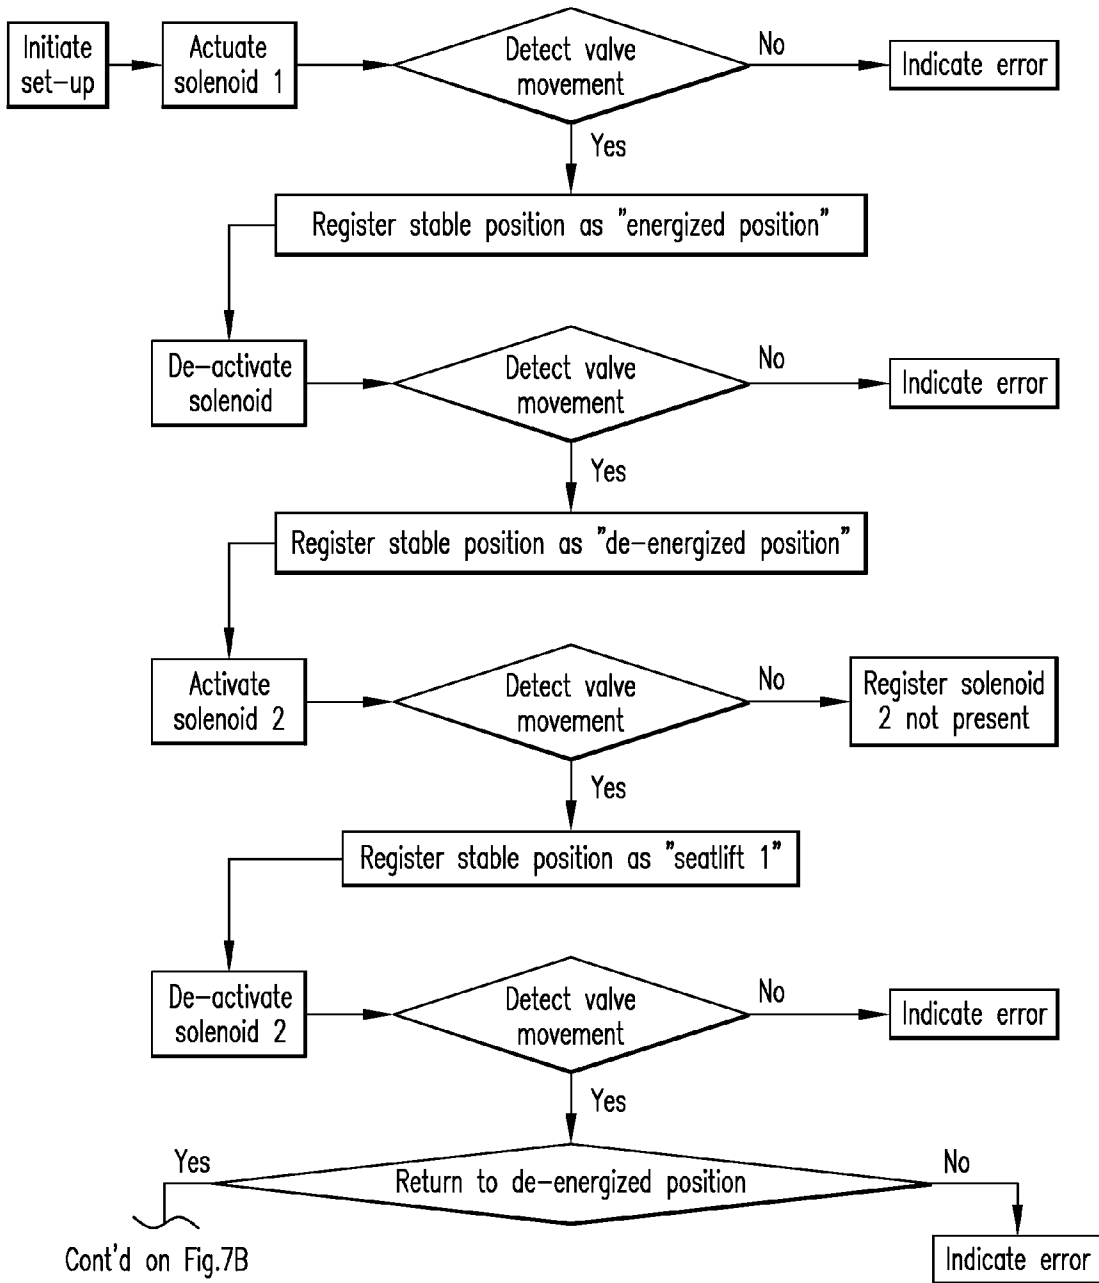 Initiate
set-up
Actuate
solenoid 1
Detect valve
movement
No
Indicate error
Yes
Register stable position as "energized position"
De-activate
solenoid
Detect valve
movement
No
Indicate error
Yes
Register stable position as "de-energized position"
Activate
solenoid 2
Detect valve
movement
No
Register solenoid
2 not present
Yes
Register stable position as "seatlift 1"
De-activate
solenoid 2
Detect valve
movement
No
Indicate error
Yes
Return to de-energized position
Yes
No
Cont'd on Fig.7B
Indicate error